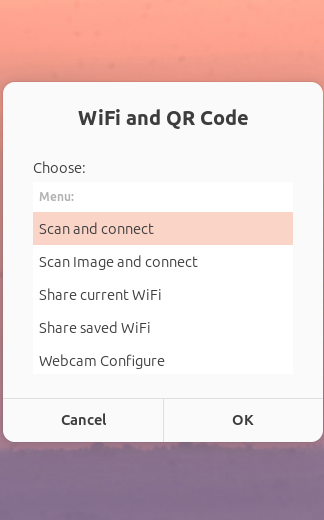 WiFi and QR Code
Choose:
Menu:
Scan and connect
Scan Image and connect
Share current WiFi
Share saved WiFi
Webcam Configure
Cancel OK